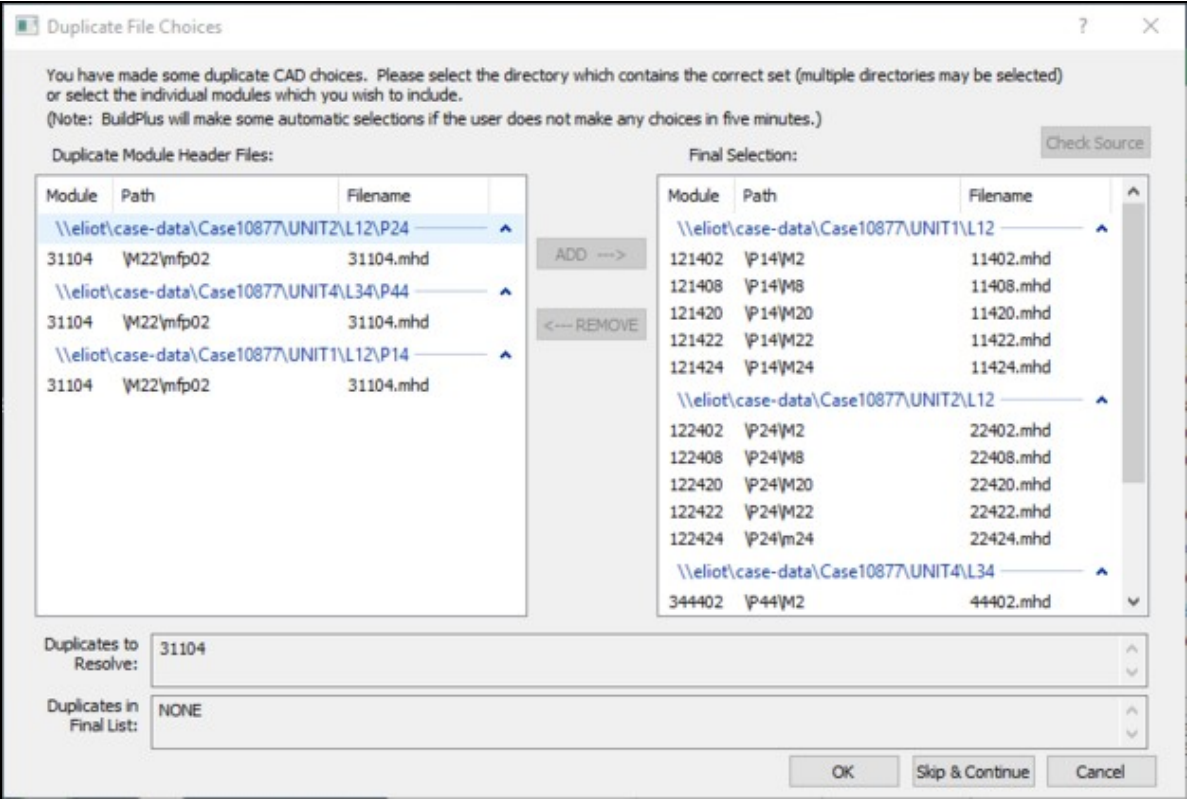 Duplicate File Choices
?
You have made some duplicate CAD choices. Please select the directory which contains the correct set (multiple directories may be selected)
or select the individual modules which you wish to include.
(Note: BuildPlus will make some automatic selections if the user does not make any choices in five minutes.)
Check Source
Duplicate Module Header Files:
Module Path Filename
\\eliot\case-data\Case10877\UNIT2\L12\P24
31104 \M22\mfp02 31104.mhd
\\eliot\case-data\Case10877\UNIT4\L34\P44
31104 \M22\mfp02 31104.mhd
\\eliot\case-data\Case10877\UNIT1\L12\P14
31104 \M22\mfp02 31104.mhd
ADD --->
<--- REMOVE
Final Selection:
Module Path Filename
\\eliot\case-data\Case10877\UNIT1\L12
121402 \P14\M2 11402.mhd
121408 \P14\M8 11408.mhd
121420 \P14\M20 11420.mhd
121422 \P14\M22 11422.mhd
121424 \P14\M24 11424.mhd
\\eliot\case-data\Case10877\UNIT2\L12
122402 \P24\M2 22402.mhd
122408 \P24\M8 22408.mhd
122420 \P24\M20 22420.mhd
122422 \P24\M22 22422.mhd
122424 \P24\m24 22424.mhd
\\eliot\case-data\Case10877\UNIT4\L34
344402 \P44\M2 44402.mhd
Duplicates to
Resolve:
31104
Duplicates in
Final List:
NONE
OK
Skip & Continue
Cancel